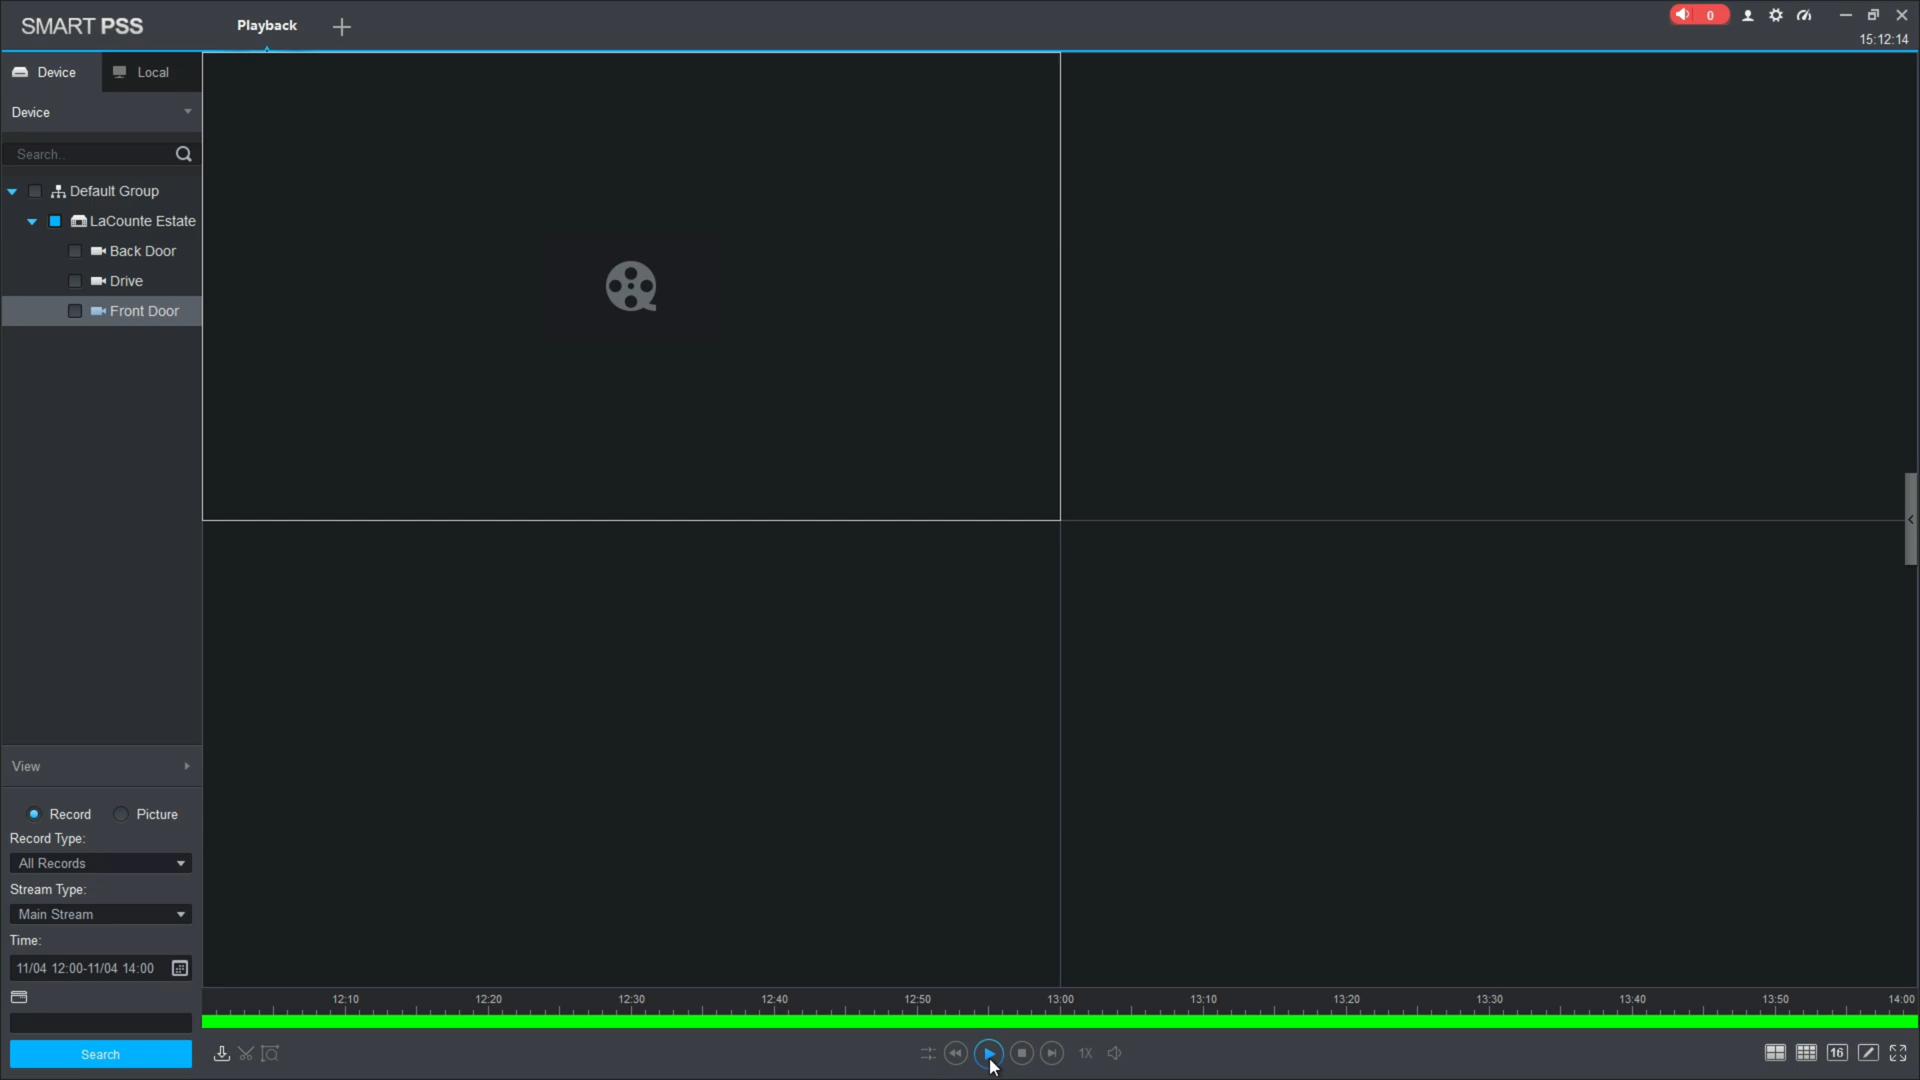 SMART PSS
Playback
0
15:12:14
Device
Local
Device
Search..
Default Group
LaCounte Estate
Back Door
Drive
Front Door
View
Record
Picture
Record Type:
All Records
Stream Type:
Main Stream
Time:
11/04 12:00-11/04 14:00
Search
12:10
12:20
12:30
12:40
12:50
13:00
13:10
13:20
13:30
13:40
13:50
14:00
1X
16